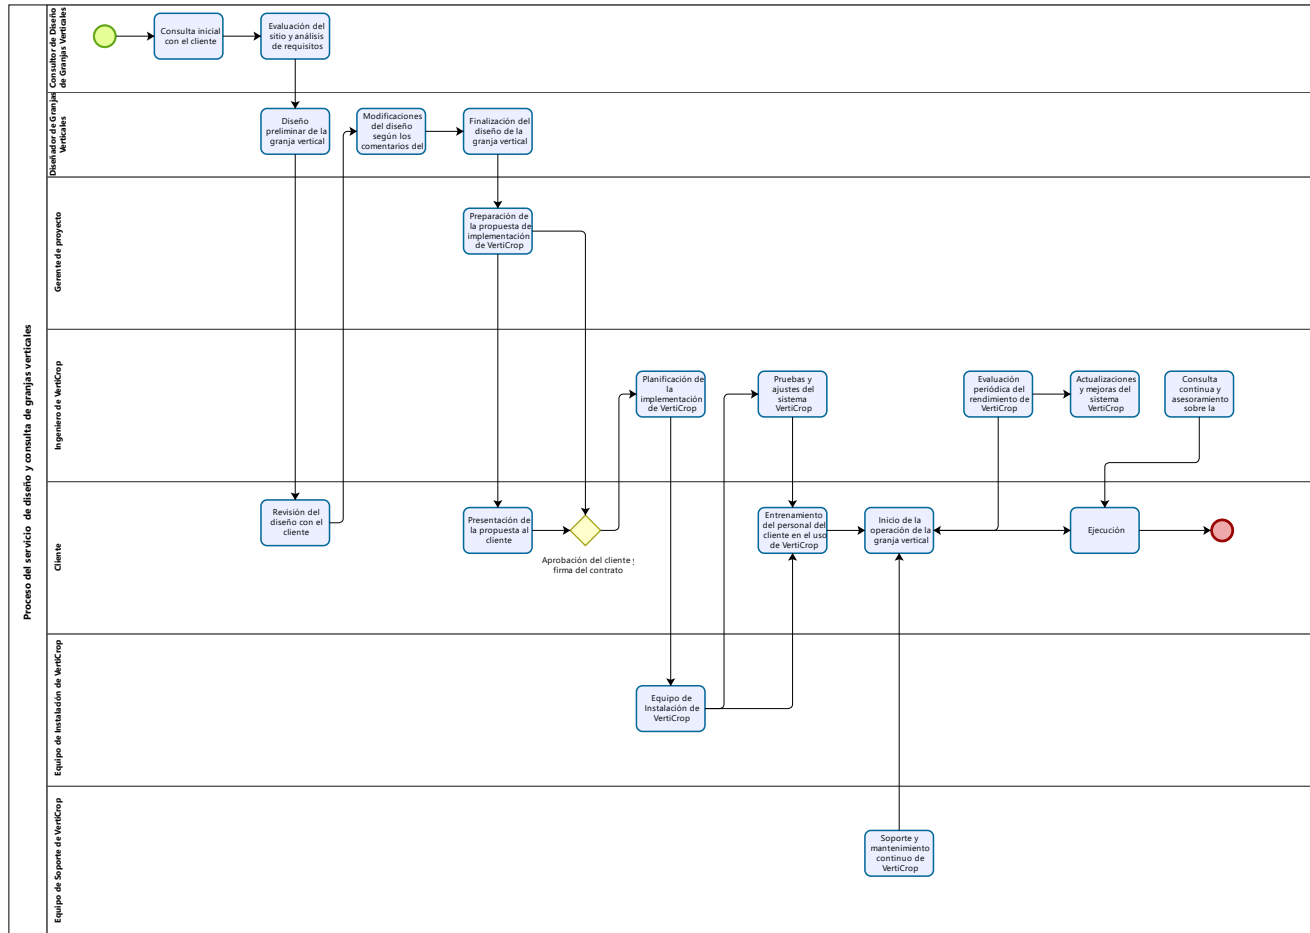 Proceso del servicio  de diseño y consulta de granjas verticales
Consultor de Diseño
de Granjas Verticales
Consulta inicial
con el cliente
Evaluación del
sitio y análisis
de requisitos
Diseñador de Granjas
Verticales
Diseño
preliminar de la
granja vertical
Modificaciones
del diseño
según los
comentarios del
Finalización del
diseño de la
granja vertical
Gerente de proyecto
Preparación de
la propuesta de
implementación
de VertiCrop
Ingeniero de VertiCrop
Planificación de
la
implementación
de VertiCrop
Pruebas y
ajustes del
sistema
VertiCrop
Evaluación
periódica del
rendimiento de
VertiCrop
Actualizaciones
y mejoras del
sistema
VertiCrop
Consulta
continua y
asesoramiento
sobre la
Cliente
Revisión del
diseño con el
cliente
Presentación de
la propuesta al
cliente
Aprobación del cliente y
firma del contrato
Entrenamiento
del personal del
cliente en el uso
de VertiCrop
Inicio de la
operación de la
granja vertical
Ejecución
Equipo de Instalación de VertiCrop
Equipo de
Instalación de
VertiCrop
Equipo de Soporte de VertiCrop
Soporte y
mantenimiento
continuo de
VertiCrop